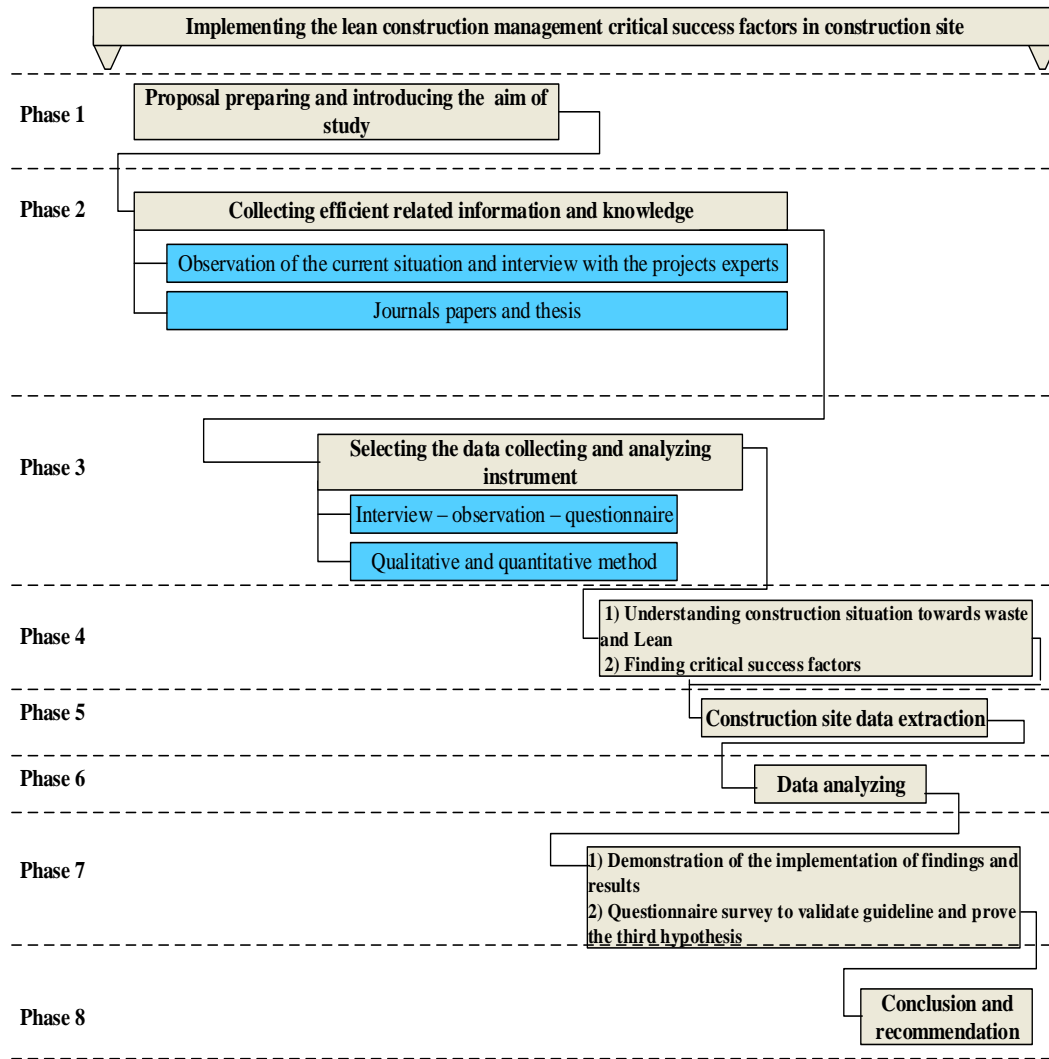 Implementing the lean construction management critical success factors in construction site
Phase 1
Proposal preparing and introducing the aim of
study
Phase 2
Collecting efficient related information and knowledge
Observation of the current situation and interview with the projects experts
Journals papers and thesis
Phase 3
Selecting the data collecting and analyzing
instrument
Interview – observation – questionnaire
Qualitative and quantitative method
Phase 4
1) Understanding construction situation towards waste
and Lean
2) Finding critical success factors
Phase 5
Construction site data extraction
Phase 6
Data analyzing
Phase 7
1) Demonstration of the implementation of findings and
results
2) Questionnaire survey to validate guideline and prove
the third hypothesis
Phase 8
Conclusion and
recommendation